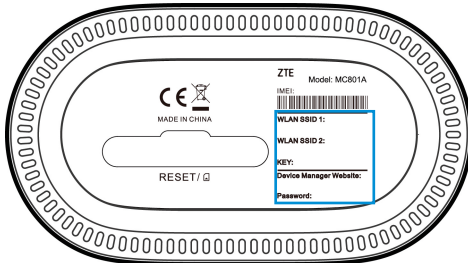 ZTE Model: MC801A
IMEI:
CE
MADE IN CHINA
WLAN SSID 1:
WLAN SSID 2:
KEY:
RESET/
Device Manager Website:
Password: